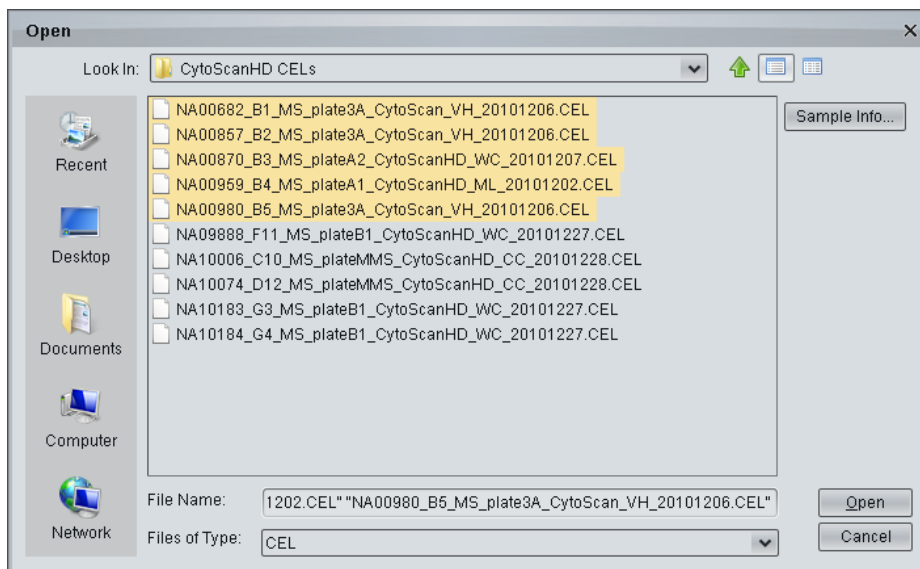 Open
Look In: CytoScanHD CELs
Recent
Desktop
Documents
Computer
Network
NA00682_B1_MS_plate3A_CytoScan_VH_20101206.CEL
NA00857_B2_MS_plate3A_CytoScan_VH_20101206.CEL
NA00870_B3_MS_plateA2_CytoScanHD_WC_20101207.CEL
NA00959_B4_MS_plateA1_CytoScanHD_ML_20101202.CEL
NA00980_B5_MS_plate3A_CytoScan_VH_20101206.CEL
NA09888_F11_MS_plateB1_CytoScanHD_WC_20101227.CEL
NA10006_C10_MS_plateMMS_CytoScanHD_CC_20101228.CEL
NA10074_D12_MS_plateMMS_CytoScanHD_CC_20101228.CEL
NA10183_G3_MS_plateB1_CytoScanHD_WC_20101227.CEL
NA10184_G4_MS_plateB1_CytoScanHD_WC_20101227.CEL
Sample Info...
File Name: 1202.CEL" "NA00980_B5_MS_plate3A_CytoScan_VH_20101206.CEL"
Open
Files of Type: CEL
Cancel